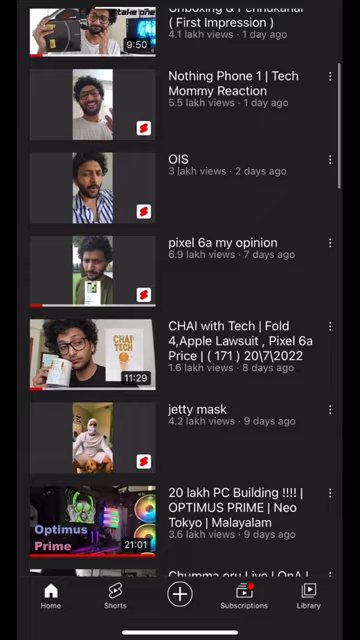 take one
9:50
Unboxing & Pennukanal
( First Impression )
4.1 lakh views · 1 day ago
Nothing Phone 1 | Tech
Mommy Reaction
5.5 lakh views · 1 day ago
OIS
3 lakh views · 2 days ago
pixel 6a my opinion
6.9 lakh views · 7 days ago
CHAI
TECH
11:29
CHAI with Tech | Fold
4,Apple Lawsuit , Pixel 6a
Price | ( 171 ) 20\7\2022
1.6 lakh views · 8 days ago
jetty mask
4.2 lakh views · 9 days ago
Optimus
Prime
21:01
20 lakh PC Building !!!! |
OPTIMUS PRIME | Neo
Tokyo | Malayalam
3.6 lakh views · 9 days ago
Chumma oru Live | QnA |
Home
Shorts
Subscriptions
Library